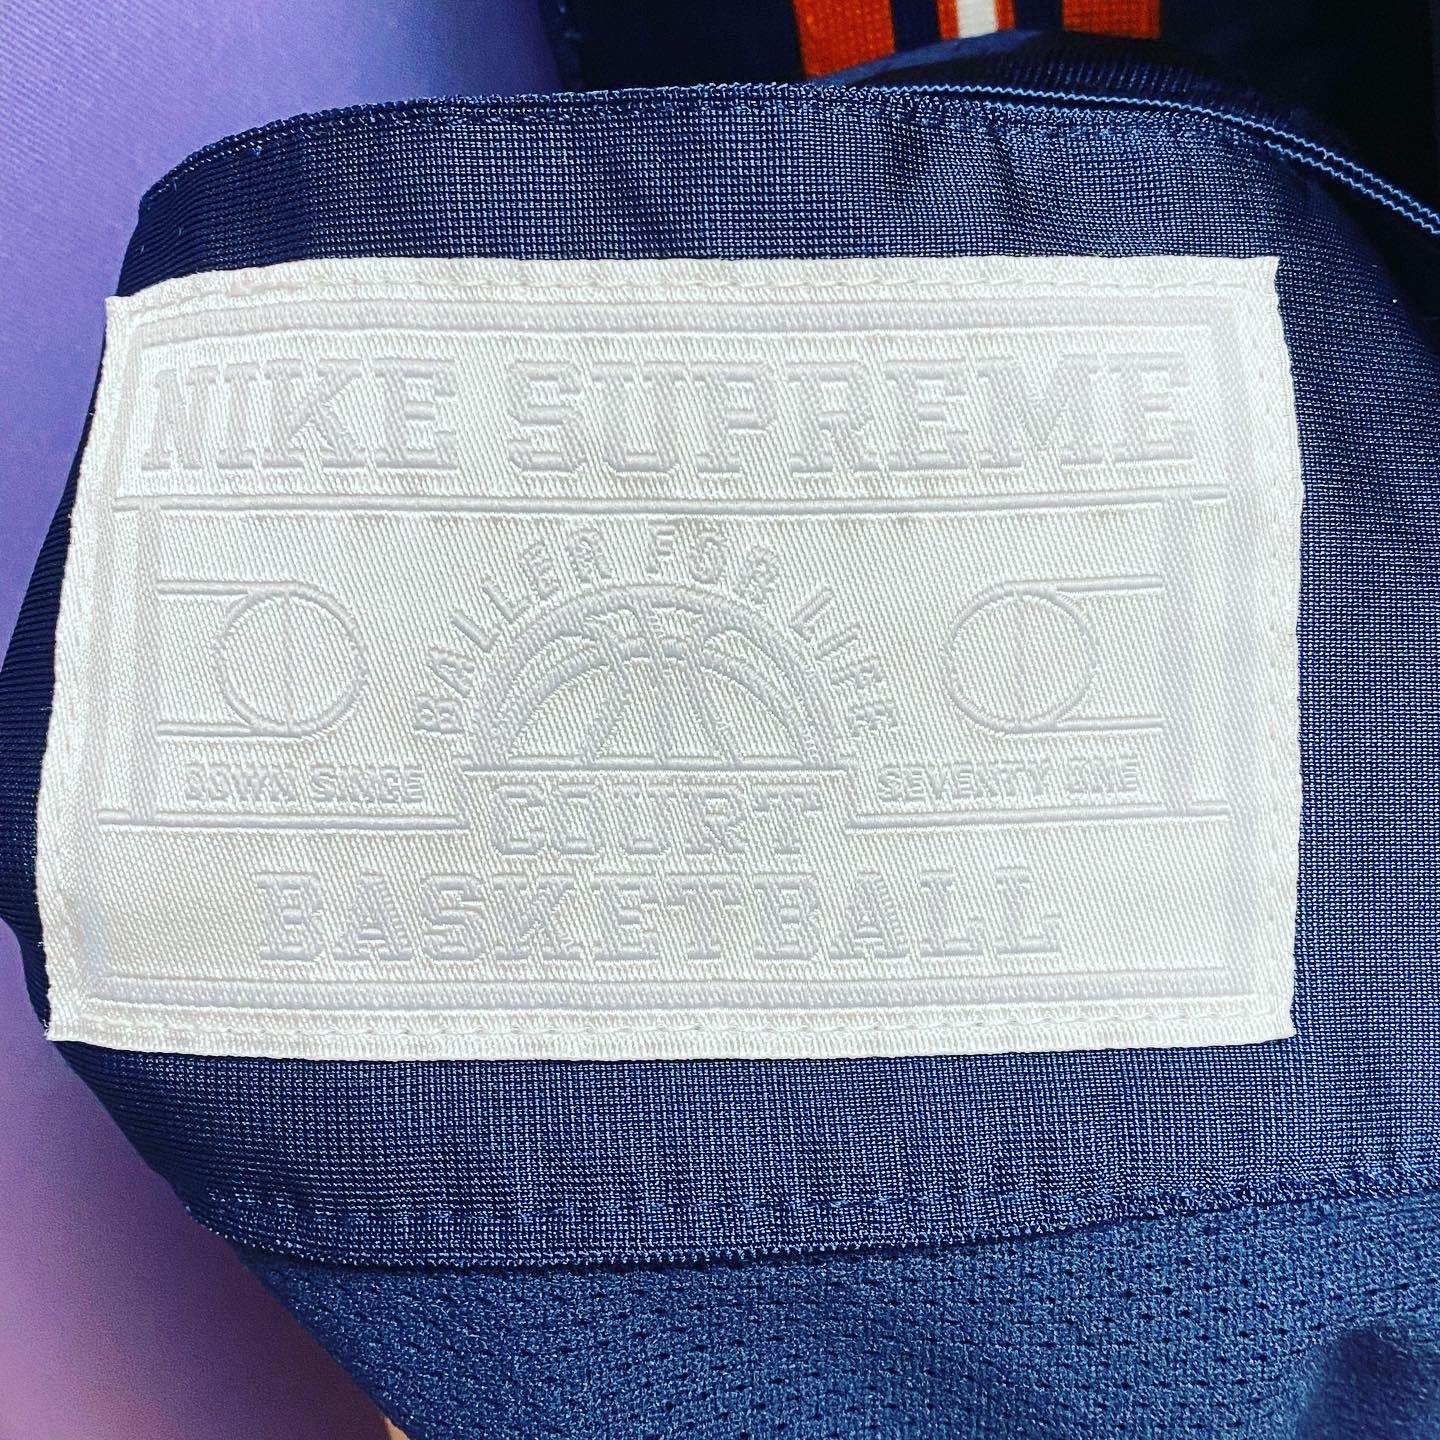 NIKE SUPREME
BALLER FOR LIFE
DOWN SINCE SEVENTY ONE
COURT
BASKETBALL